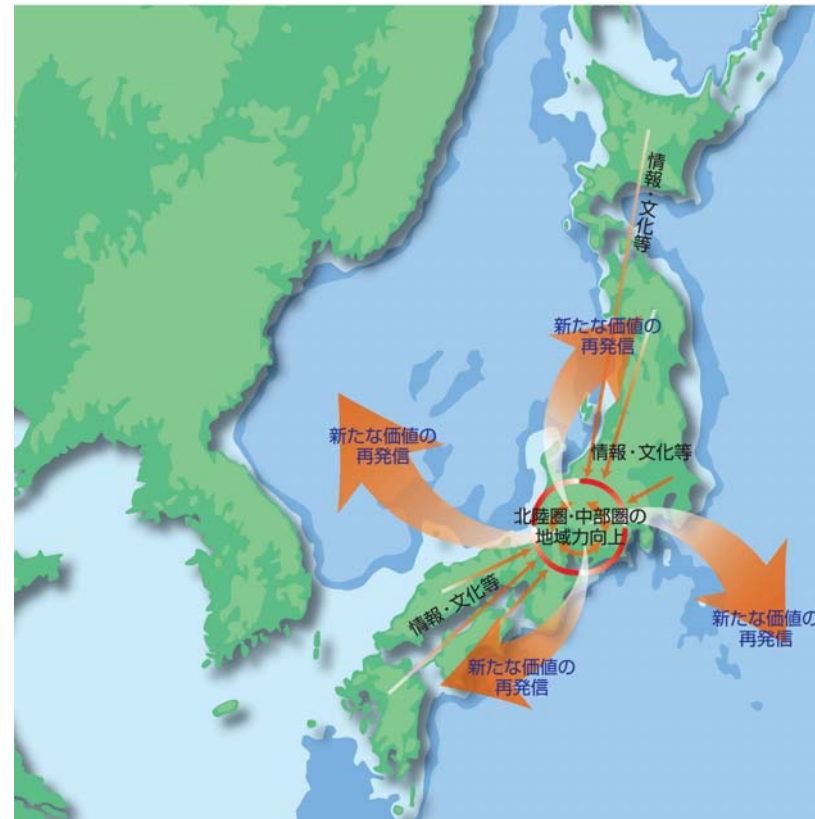 情報・文化等
新たな価値の
再発信
新たな価値の
再発信
情報・文化等
北陸圏・中部圏の
地域力向上
情報・文化等
新たな価値の
再発信
新たな価値の
再発信